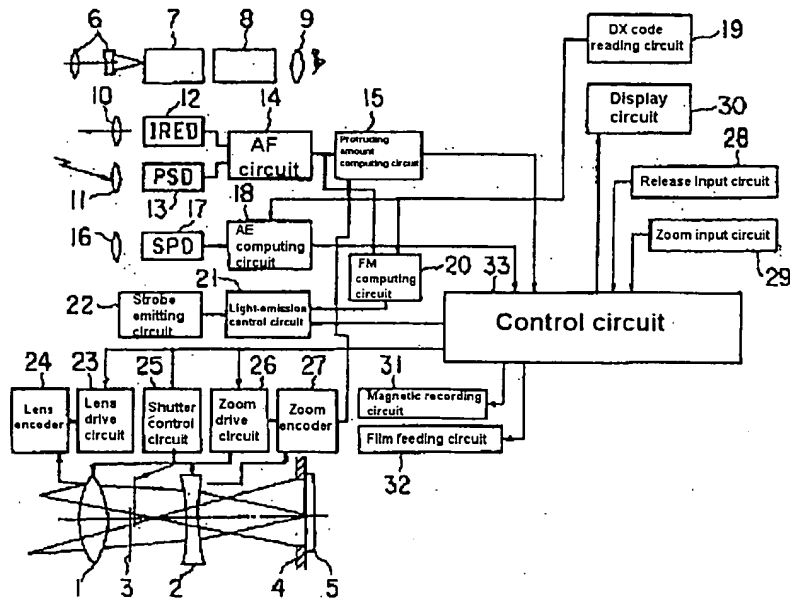 6
7
8
9
DX code
reading circuit
19
Display
circuit
30
10
12
14
15
IRED
AF
circuit
Protruding
amount
computing circuit
28
Release Input circuit
11
PSD
13
17
18
16
SPD
AE
computing
circuit
Zoom input circuit
29
FM
computing
circuit
20
33
21
22
Strobe
emitting
circuit
Light-emission
control circuit
Control circuit
24
23
25
26
27
31
Lens
encoder
Lens
drive
circuit
Shutter
control
circuit
Zoom
drive
circuit
Zoom
encoder
Magnetic recording
circuit
Film feeding circuit
32
1
3
2
4
5